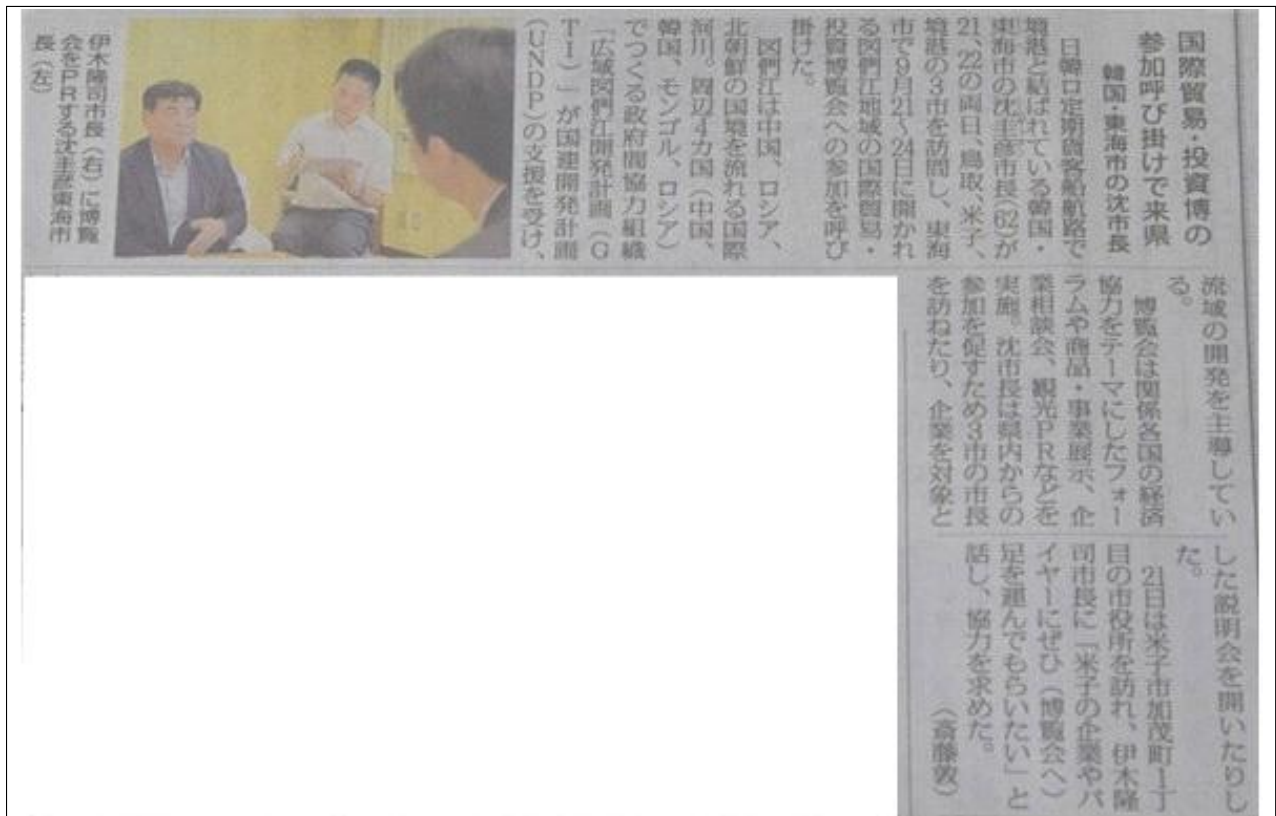 国際貿易・投資博の
参加呼び掛けで来県
韓国・東海市の沈市長
日韓ロ定期貨客船航路で
境港と結ばれている韓国・
東海市の沈圭彦市長(62)が
21、22の両日、鳥取、米子、
境港の3市を訪問し、東海
市で9月21~24日に開かれ
る図們江地域の国際貿易・
投資博覧会への参加を呼び
掛けた。
図們江は中国、ロシア、
北朝鮮の国境を流れる国際
河川。周辺4カ国(中国、
韓国、モンゴル、ロシア)
でつくる政府間協力組織
「広域図們江開発計画(G
TI)」が国連開発計画
(UNDP)の支援を受け、
伊木隆司市長(右)に博覧
会をPRする沈圭彦東海市
長(左)
流域の開発を主導してい
る。
博覧会は関係各国の経済
協力をテーマにしたフォー
ラムや商品・事業展示、企
業相談会、観光PRなどを
実施。沈市長は県内からの
参加を促すため3市の市長
を訪ねたり、企業を対象と
した説明会を開いたりし
た。
21日は米子市加茂町1丁
目の市役所を訪れ、伊木隆
司市長に「米子の企業やバ
イヤーにぜひ(博覧会へ)
足を運んでもらいたい」と
話し、協力を求めた。
(斎藤敦)